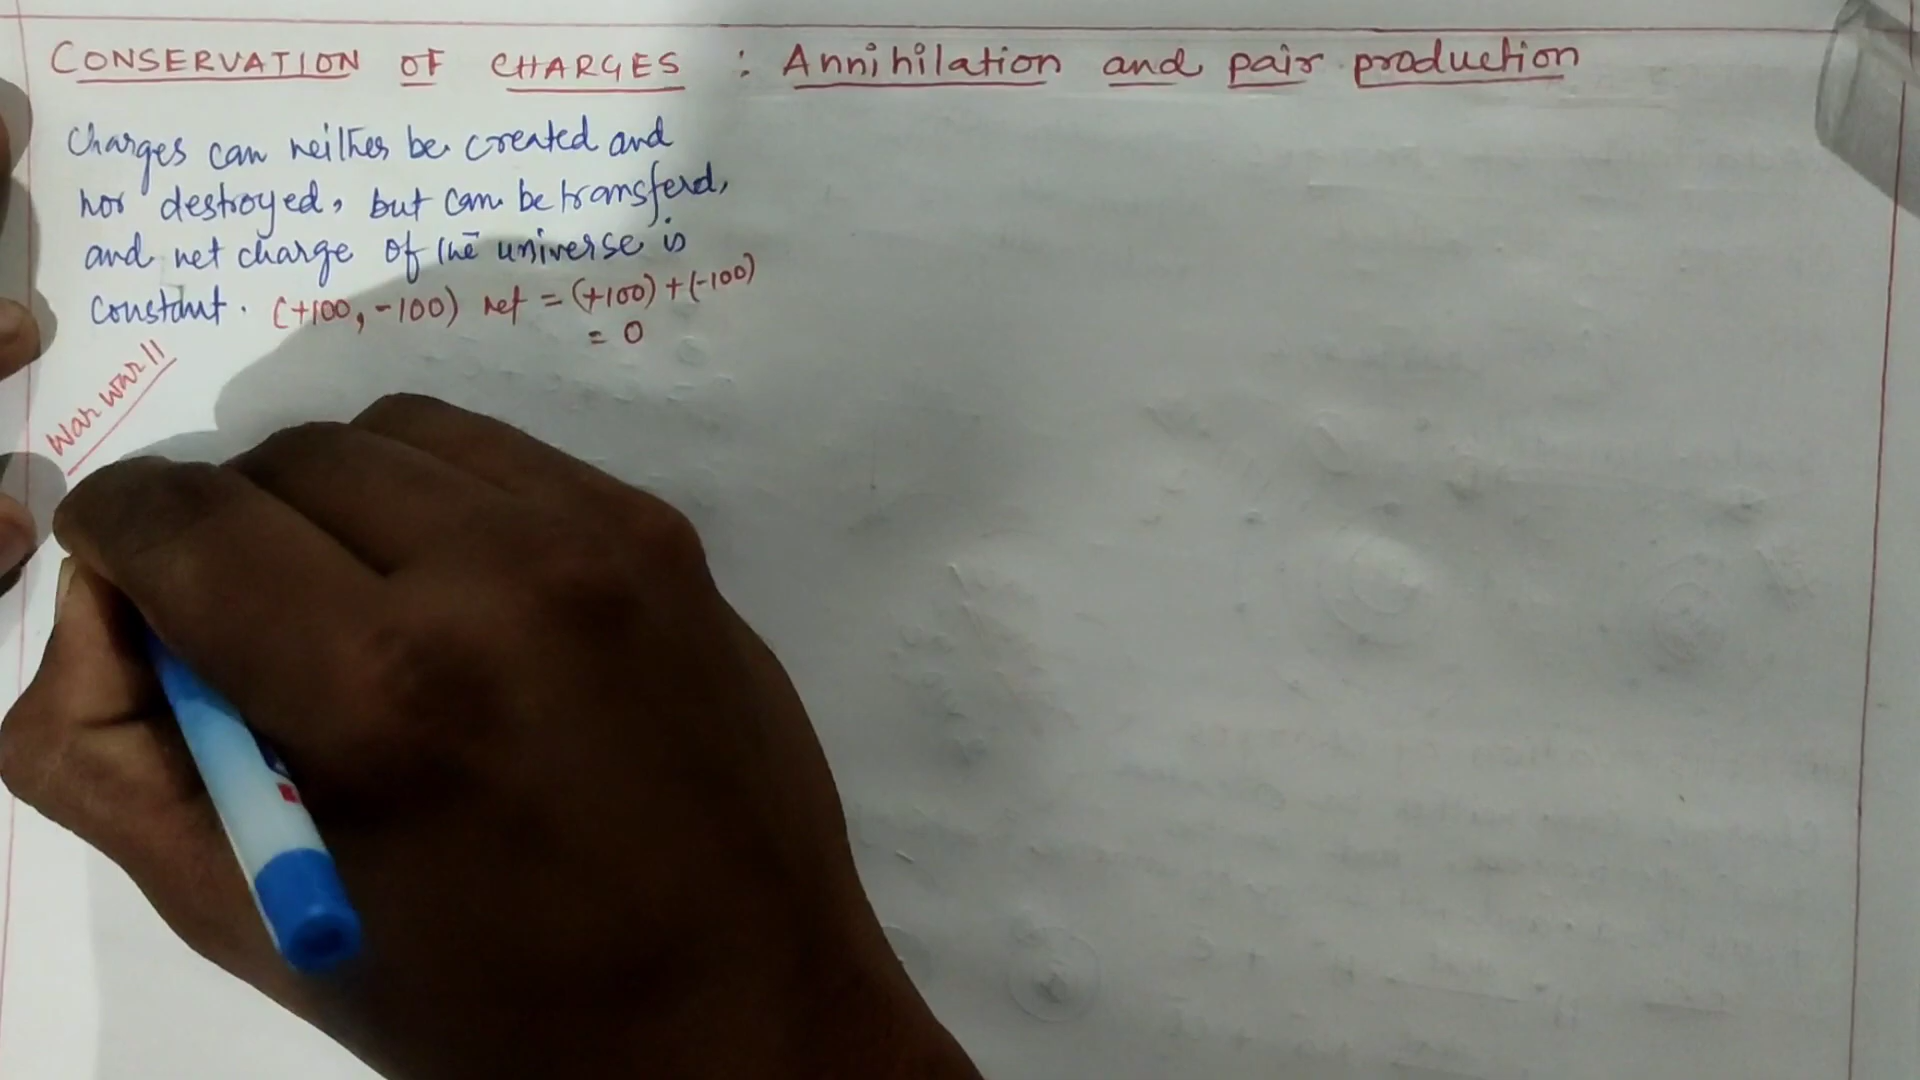 CONSERVATION OF CHARGES : Annihilation and pair production
Charges can neither be created and
nor destroyed, but can be transferd,
and net charge of the universe is
constant. (+100, -100) net = (+100) + (-100)
= 0
War war II